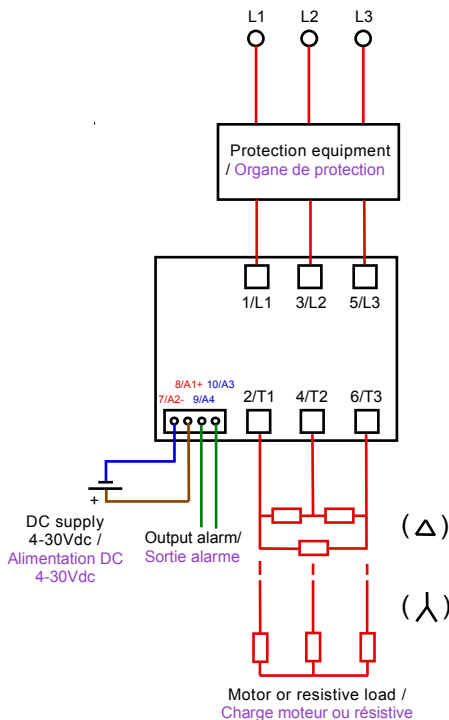 L1 L2 L3
Protection equipment
/ Organe de protection
1/L1 3/L2 5/L3
8/A1+ 10/A3
7/A2- 9/A4
2/T1 4/T2 6/T3
+
DC supply
4-30Vdc /
Alimentation DC
4-30Vdc
Output alarm/
Sortie alarme
(Δ)
(⅄)
Motor or resistive load /
Charge moteur ou résistive